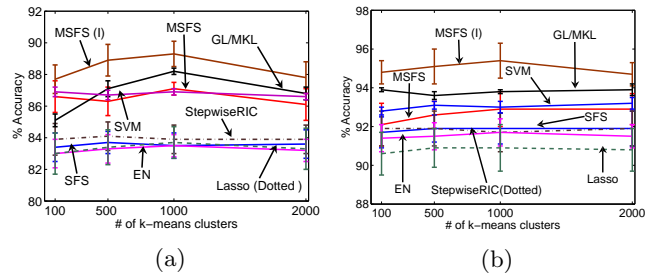 92
90
88
86
84
82
80
% Accuracy
MSFS (I)
MSFS
GL/MKL
SVM
StepwiseRIC
SFS
EN
Lasso (Dotted )
100
500
1000
2000
# of k−means clusters
(a)
98
96
94
92
90
88
% Accuracy
MSFS (I)
MSFS
GL/MKL
SVM
SFS
EN
StepwiseRIC(Dotted)
Lasso
100
500
1000
2000
# of k−means clusters
(b)